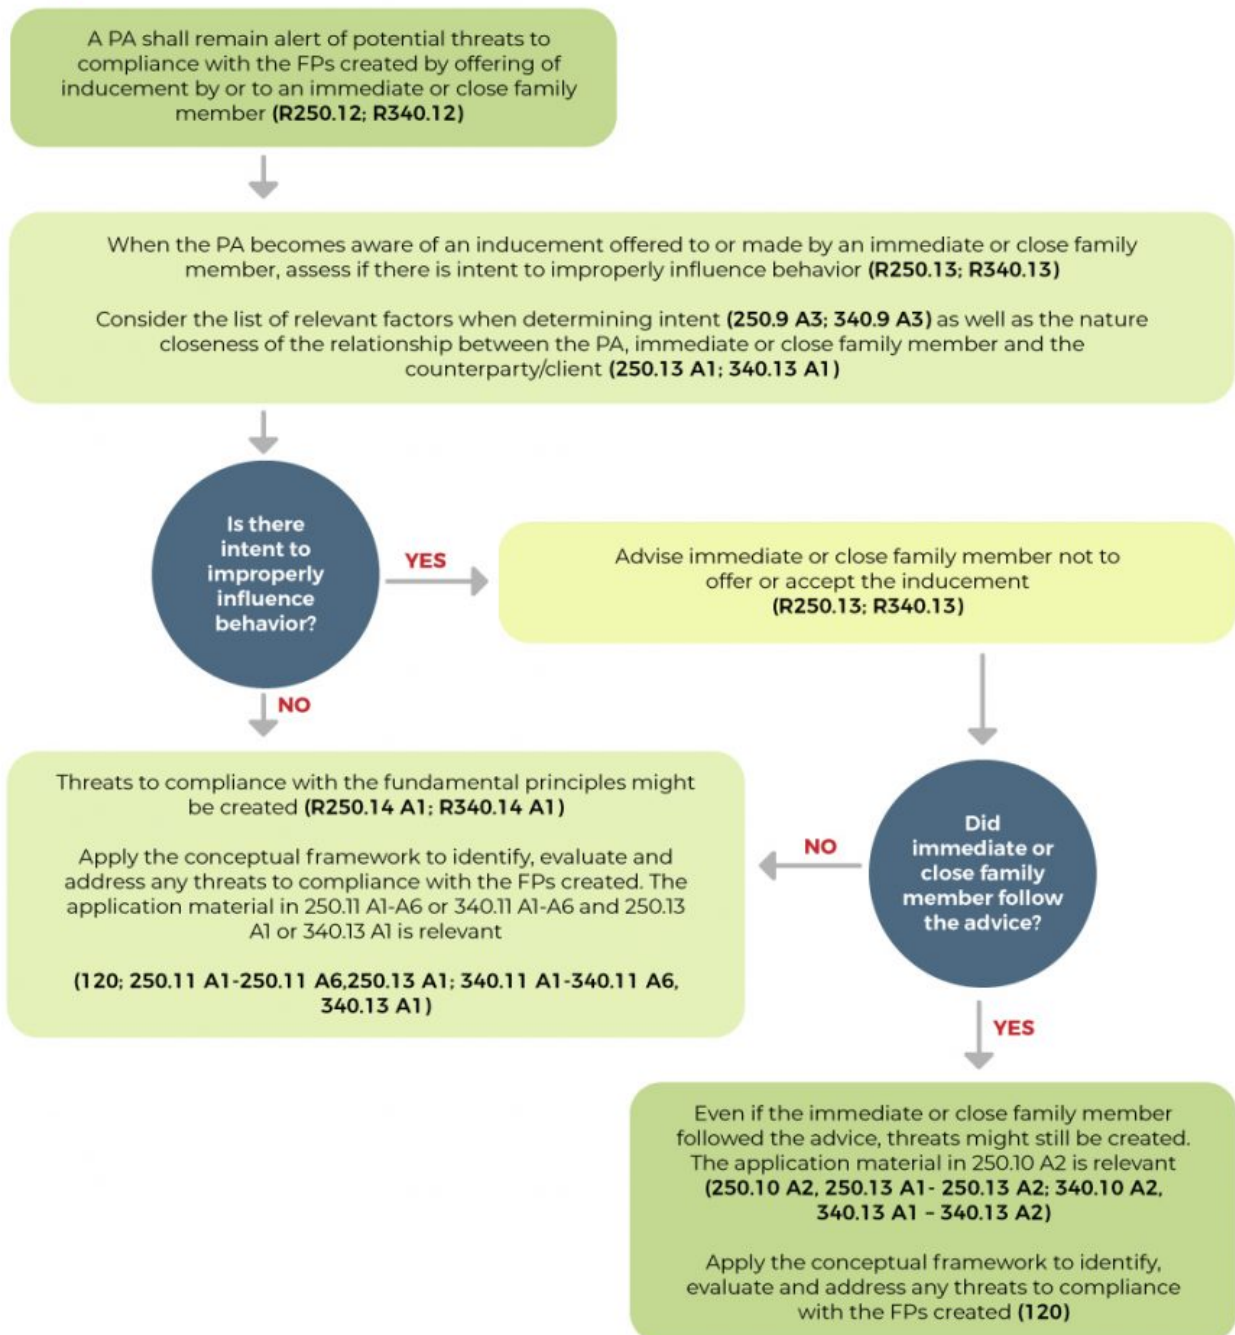 A PA shall remain alert of potential threats to
compliance with the FPs created by offering of
inducement by or to an immediate or close family
member (R250.12; R340.12)
When the PA becomes aware of an inducement offered to or made by an immediate or close family
member, assess if there is intent to improperly influence behavior (R250.13; R340.13)
Consider the list of relevant factors when determining intent (250.9 A3; 340.9 A3) as well as the nature
closeness of the relationship between the PA, immediate or close family member and the
counterparty/client (250.13 A1; 340.13 A1)
Is there
intent to
improperly
influence
behavior?
YES
Advise immediate or close family member not to
offer or accept the inducement
(R250.13; R340.13)
NO
Threats to compliance with the fundamental principles might
be created (R250.14 A1; R340.14 A1)
Apply the conceptual framework to identify, evaluate and
address any threats to compliance with the FPs created. The
application material in 250.11 A1-A6 or 340.11 A1-A6 and 250.13
A1 or 340.13 A1 is relevant
(120; 250.11 A1-250.11 A6,250.13 A1; 340.11 A1-340.11 A6,
340.13 A1)
NO
Did
immediate or
close family
member follow
the advice?
YES
Even if the immediate or close family member
followed the advice, threats might still be created.
The application material in 250.10 A2 is relevant
(250.10 A2, 250.13 A1- 250.13 A2; 340.10 A2,
340.13 A1 – 340.13 A2)
Apply the conceptual framework to identify,
evaluate and address any threats to compliance
with the FPs created (120)